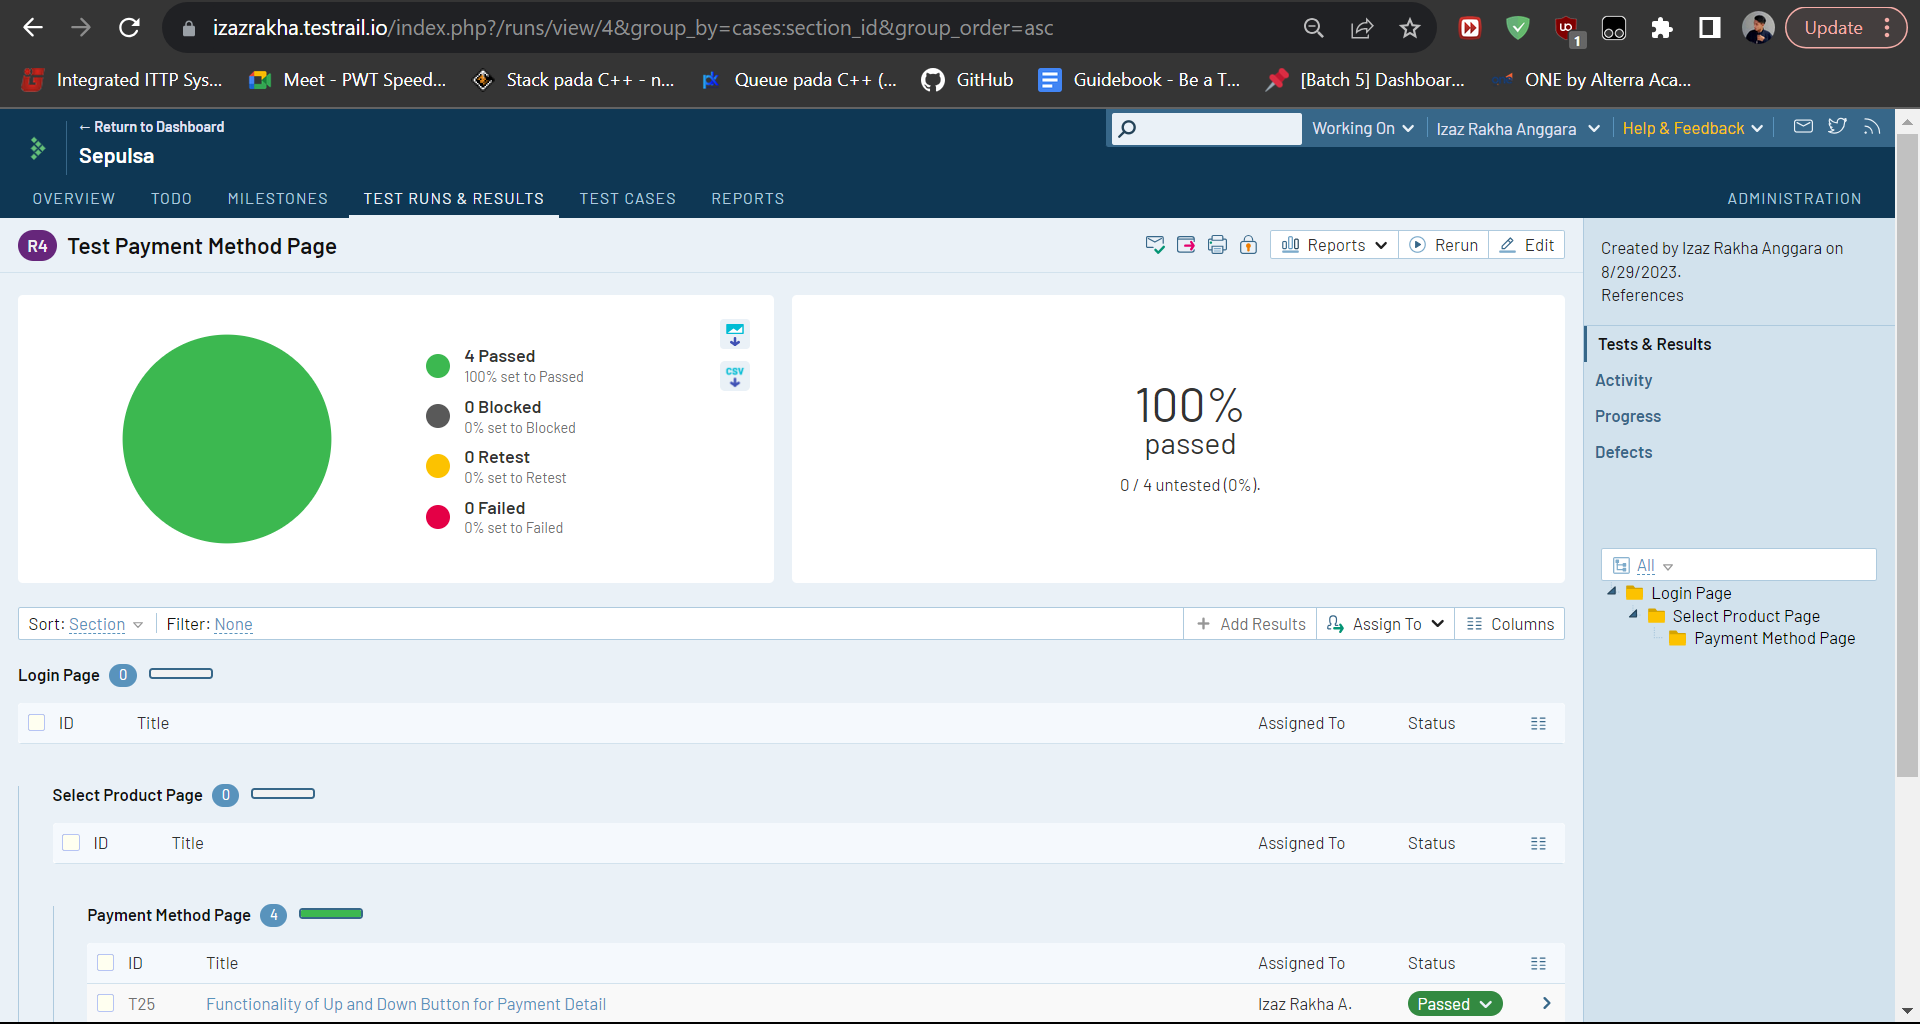 izazrakha.testrail.io/index.php?/runs/view/4&group_by=cases:section_id&group_order=asc
1
Update
Integrated ITTP Sys...
Meet - PWT Speed...
Stack pada C++ - n...
Queue pada C++ (...
GitHub
Guidebook - Be a T...
[Batch 5] Dashboar...
ONE by Alterra Aca...
← Return to Dashboard
Sepulsa
Working On
Izaz Rakha Anggara
Help & Feedback
OVERVIEW
TODO
MILESTONES
TEST RUNS & RESULTS
TEST CASES
REPORTS
ADMINISTRATION
R4 Test Payment Method Page
Reports
Rerun
Edit
Created by Izaz Rakha Anggara on
8/29/2023.
References
4 Passed
100% set to Passed
0 Blocked
0% set to Blocked
0 Retest
0% set to Retest
0 Failed
0% set to Failed
CSV
100%
passed
0 / 4 untested (0%).
Tests & Results
Activity
Progress
Defects
All
Login Page
Select Product Page
Payment Method Page
Sort: Section
Filter: None
+ Add Results
Assign To
Columns
Login Page 0
ID Title Assigned To Status
Select Product Page 0
ID Title Assigned To Status
Payment Method Page 4
ID Title Assigned To Status
T25 Functionality of Up and Down Button for Payment Detail Izaz Rakha A. Passed